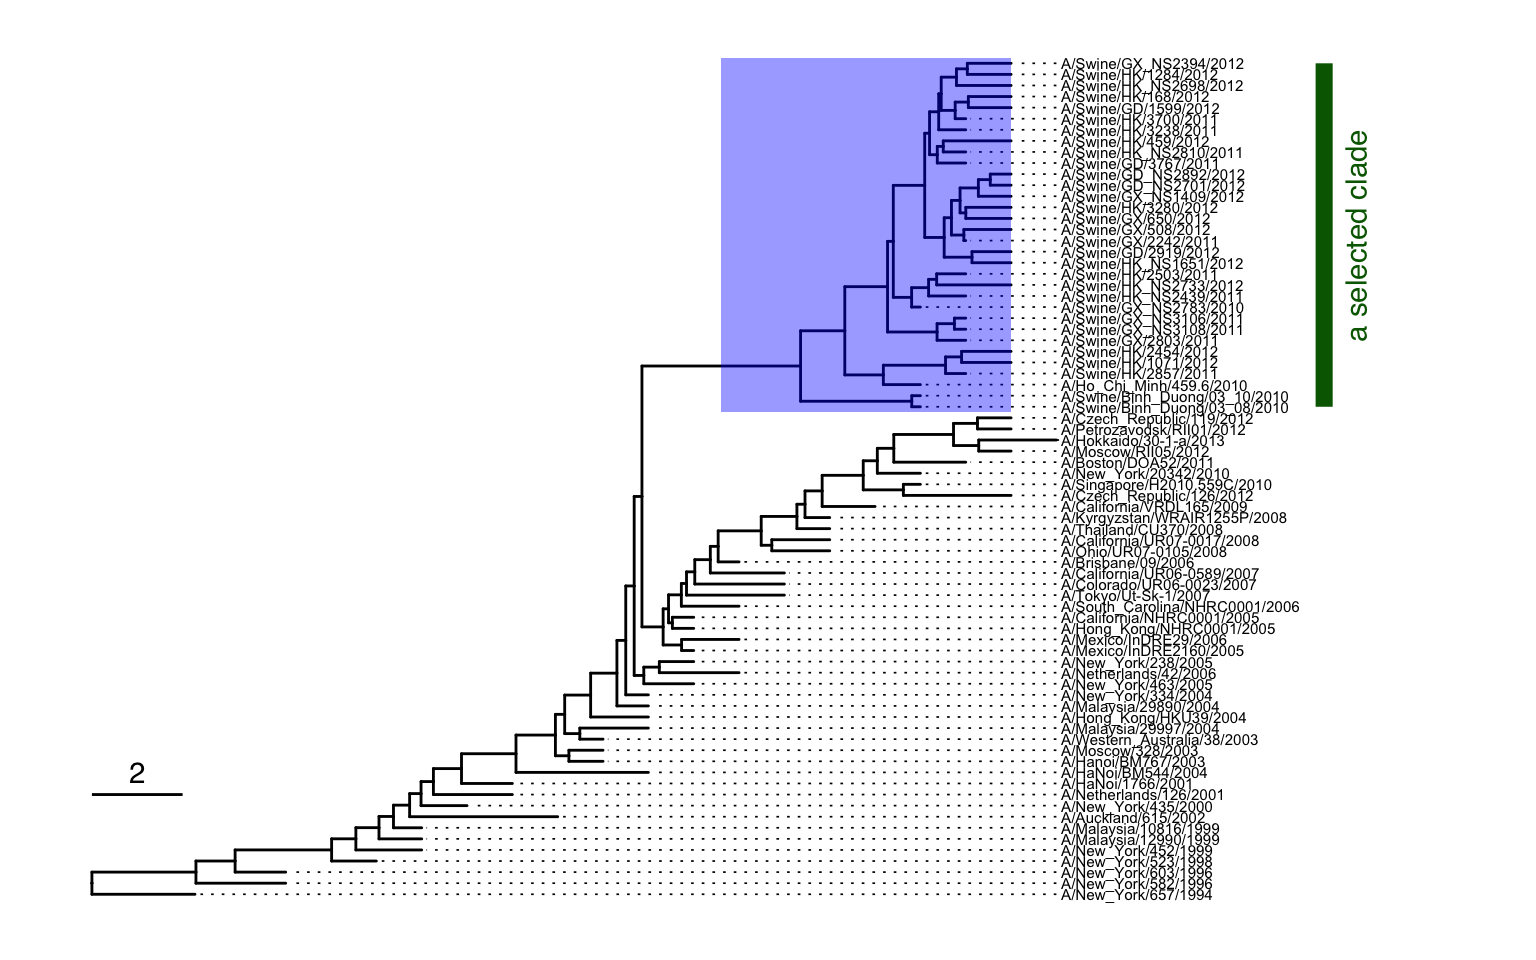 A/Swine/GX_NS2394/2012
A/Swine/HK/1284/2012
A/Swine/HK_NS2698/2012
A/Swine/HK/168/2012
A/Swine/GD/1599/2012
A/Swine/HK/3700/2011
A/Swine/HK/3238/2011
A/Swine/HK/459/2012
A/Swine/HK_NS2810/2011
A/Swine/GD/3767/2011
A/Swine/GD_NS2892/2012
A/Swine/GD_NS2701/2012
A/Swine/GX_NS1409/2012
A/Swine/HK/3280/2012
A/Swine/GX/650/2012
A/Swine/GX/508/2012
A/Swine/GX/2242/2011
A/Swine/GD/2919/2012
A/Swine/HK_NS1651/2012
A/Swine/HK/2503/2011
A/Swine/HK_NS2733/2012
A/Swine/HK_NS2439/2011
A/Swine/GX_NS2783/2010
A/Swine/GX_NS3106/2011
A/Swine/GX_NS3108/2011
A/Swine/GX/2803/2011
A/Swine/HK/2454/2012
A/Swine/HK/1071/2012
A/Swine/HK/2857/2011
A/Ho_Chi_Minh/459.6/2010
A/Swine/Binh_Duong/03_10/2010
A/Swine/Binh_Duong/03_08/2010
a selected clade
A/Czech_Republic/119/2012
A/Petrozavodsk/RII01/2012
A/Hokkaido/30-1-a/2013
A/Moscow/RII05/2012
A/Boston/DOA52/2011
A/New_York/20342/2010
A/Singapore/H2010.559C/2010
A/Czech_Republic/126/2012
A/California/VRDL165/2009
A/Kyrgyzstan/WRAIR1255P/2008
A/Thailand/CU370/2008
A/California/UR07-0017/2008
A/Ohio/UR07-0105/2008
A/Brisbane/09/2006
A/California/UR06-0589/2007
A/Colorado/UR06-0023/2007
A/Tokyo/Ut-Sk-1/2007
A/South_Carolina/NHRC0001/2006
A/California/NHRC0001/2005
A/Hong_Kong/NHRC0001/2005
A/Mexico/InDRE29/2006
A/Mexico/InDRE2160/2005
A/New_York/238/2005
A/Netherlands/42/2006
A/New_York/463/2005
A/New_York/334/2004
A/Malaysia/29890/2004
A/Hong_Kong/HKU39/2004
A/Malaysia/29997/2004
A/Western_Australia/38/2003
A/Moscow/328/2003
A/Hanoi/BM767/2003
A/HaNoi/BM544/2004
A/HaNoi/1766/2001
A/Netherlands/126/2001
A/New_York/435/2000
A/Auckland/615/2002
A/Malaysia/10816/1999
A/Malaysia/12990/1999
A/New_York/452/1999
A/New_York/523/1998
A/New_York/603/1996
A/New_York/582/1996
A/New_York/657/1994
2